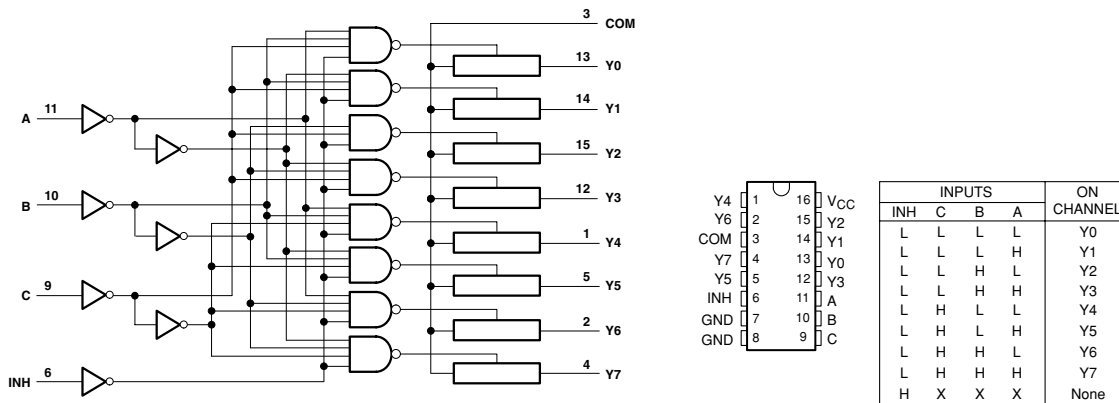 3 COM
13 Y0
14 Y1
A 11
15 Y2
12 Y3
B 10
1 Y4
5 Y5
C 9
2 Y6
4 Y7
INH 6
Y4 1 16 VCC
Y6 2 15 Y2
COM 3 14 Y1
Y7 4 13 Y0
Y5 5 12 Y3
INH 6 11 A
GND 7 10 B
GND 8 9 C
INPUTS ON CHANNEL
INH C B A
L L L L Y0
L L L H Y1
L L H L Y2
L L H H Y3
L H L L Y4
L H L H Y5
L H H L Y6
L H H H Y7
H X X X None